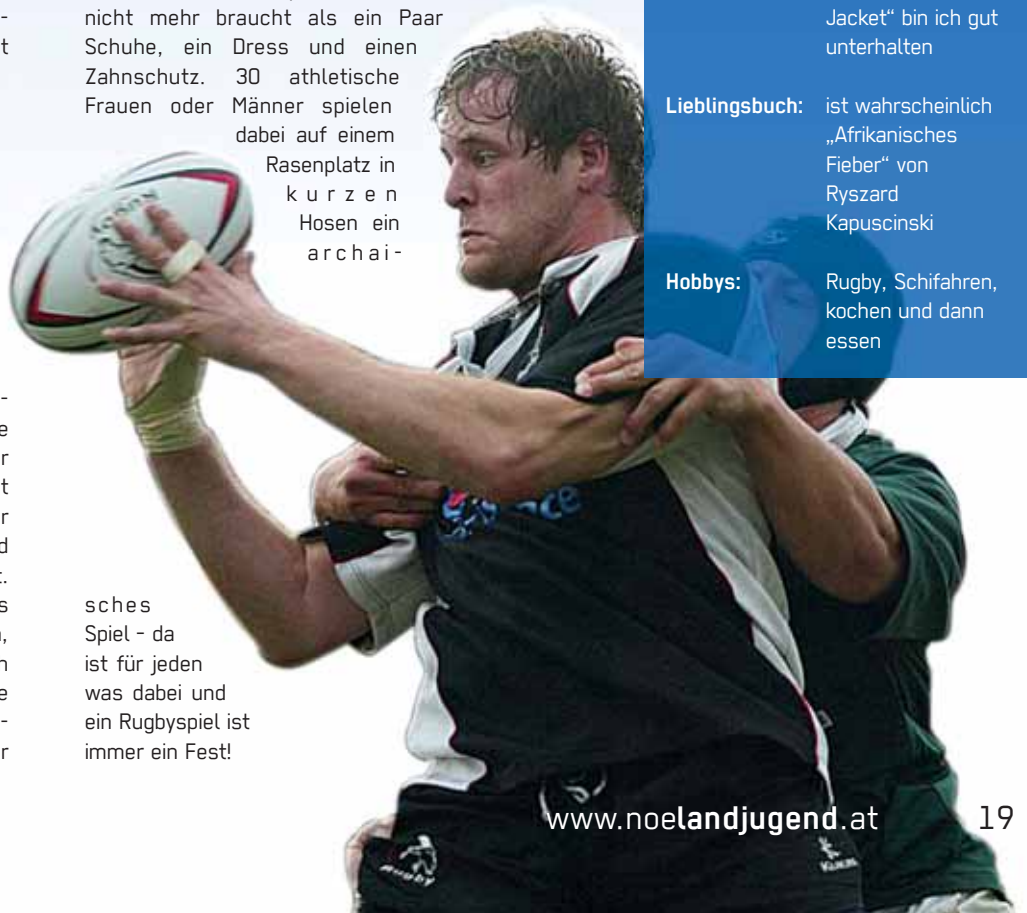 nicht mehr braucht als ein Paar
Schuhe, ein Dress und einen
Zahnschutz. 30 athletische
Frauen oder Männer spielen
dabei auf einem
Rasenplatz in
kurzen
Hosen ein
archai-
sches
Spiel - da
ist für jeden
was dabei und
ein Rugbyspiel ist
immer ein Fest!
Jacket“ bin ich gut
unterhalten
Lieblingsbuch: ist wahrscheinlich
„Afrikanisches
Fieber“ von
Ryszard
Kapuscinski
Hobbys: Rugby, Schifahren,
kochen und dann
essen
Rugby
www.noelandjugend.at 19